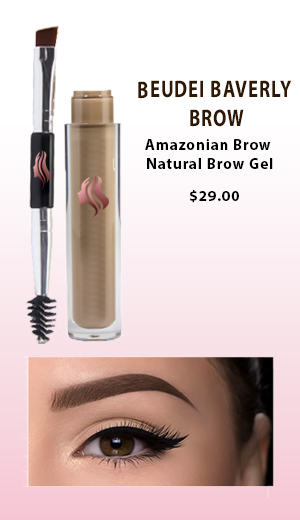 BEUDEI BAVERLY
BROW
Amazonian Brow
Natural Brow Gel
$29.00